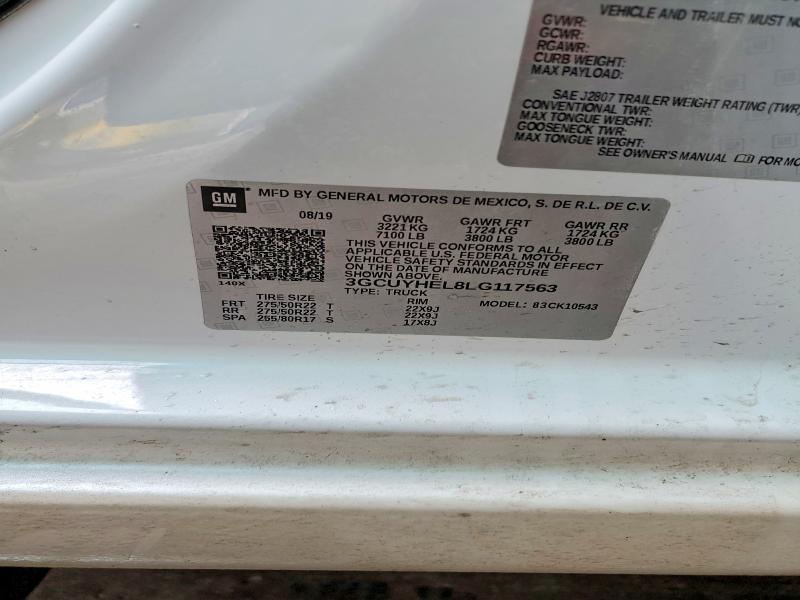 VEHICLE AND TRAILER MUST
GVWR:
GCWR:
RGAWR:
CURB WEIGHT:
MAX PAYLOAD:
SAE J2807 TRAILER WEIGHT RATING (TWR)
CONVENTIONAL TWR:
MAX TONGUE WEIGHT:
GOOSENECK TWR:
MAX TONGUE WEIGHT:
SEE OWNER'S MANUAL FOR
GM MFD BY GENERAL MOTORS DE MEXICO, S. DE R.L. DE C.V.
08/19 GVWR GAWR FRT GAWR RR
3221 KG 1724 KG 1724 KG
7100 LB 3800 LB 3800 LB
THIS VEHICLE CONFORMS TO ALL
APPLICABLE U.S. FEDERAL MOTOR
VEHICLE SAFETY STANDARDS IN EFFECT
ON THE DATE OF MANUFACTURE
SHOWN ABOVE.
140X 3GCUYHEL8LG117563
TYPE: TRUCK
TIRE SIZE RIM MODEL: 83CK10543
FRT 275/50R22 T 22X9J
RR 275/50R22 T 22X9J
SPA 255/80R17 S 17X8J